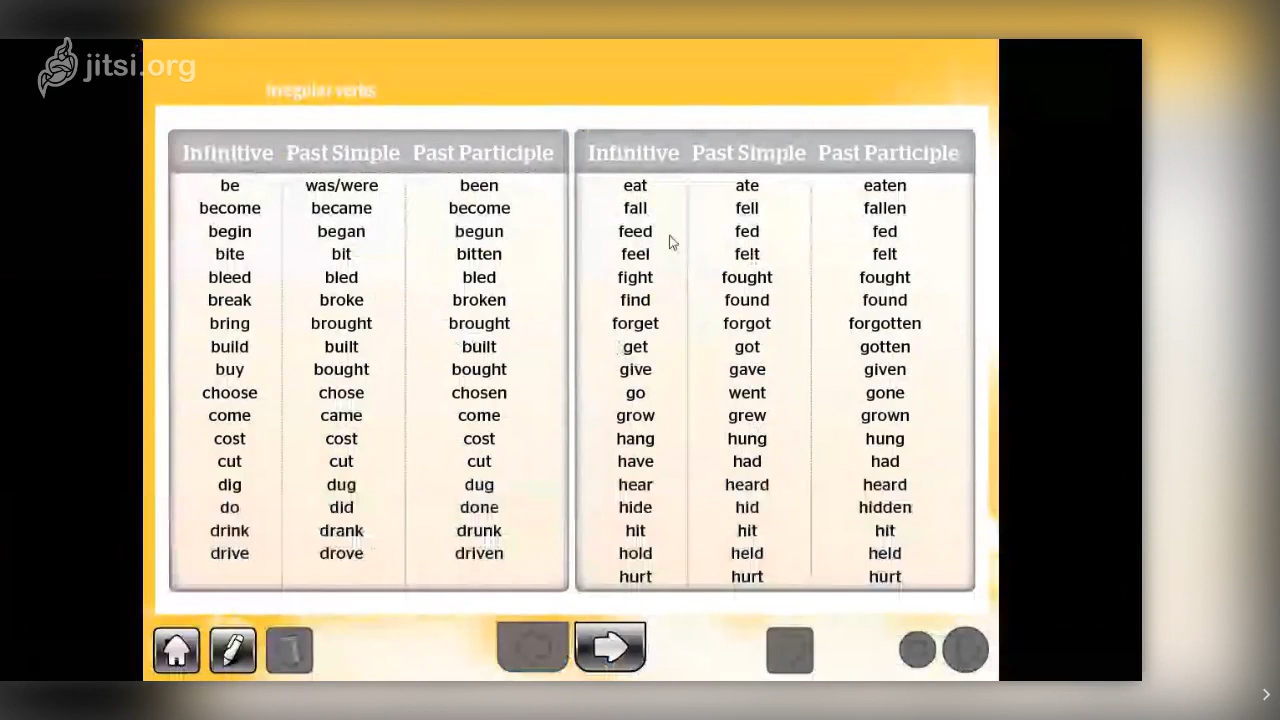 jitsi.org
Irregular verbs
Infinitive Past Simple Past Participle
be was/were been
become became become
begin began begun
bite bit bitten
bleed bled bled
break broke broken
bring brought brought
build built built
buy bought bought
choose chose chosen
come came come
cost cost cost
cut cut cut
dig dug dug
do did done
drink drank drunk
drive drove driven
Infinitive Past Simple Past Participle
eat ate eaten
fall fell fallen
feed fed fed
feel felt felt
fight fought fought
find found found
forget forgot forgotten
get got gotten
give gave given
go went gone
grow grew grown
hang hung hung
have had had
hear heard heard
hide hid hidden
hit hit hit
hold held held
hurt hurt hurt